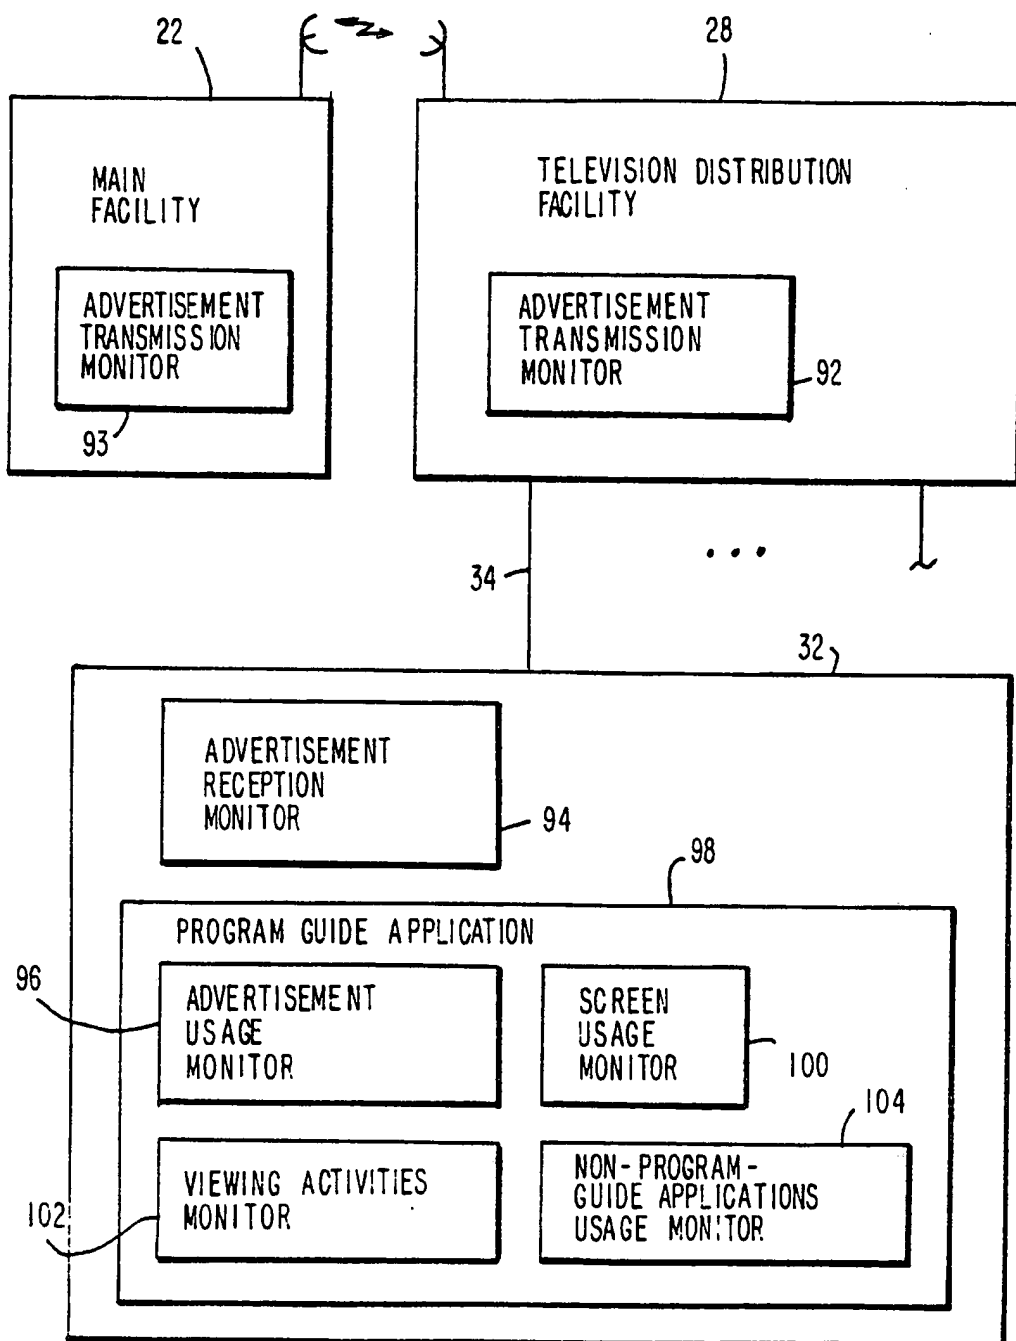 22
28
MAIN
FACILITY
TELEVISION DISTRIBUTION
FACILITY
ADVERTISEMENT
TRANSMISSION
MONITOR
93
ADVERTISEMENT
TRANSMISSION
MONITOR
92
34
...
32
ADVERTISEMENT
RECEPTION
MONITOR
94
98
PROGRAM GUIDE APPLICATION
96
ADVERTISEMENT
USAGE
MONITOR
SCREEN
USAGE
MONITOR
100
104
VIEWING ACTIVITIES
MONITOR
102
NON-PROGRAM-
GUIDE APPLICATIONS
USAGE MONITOR